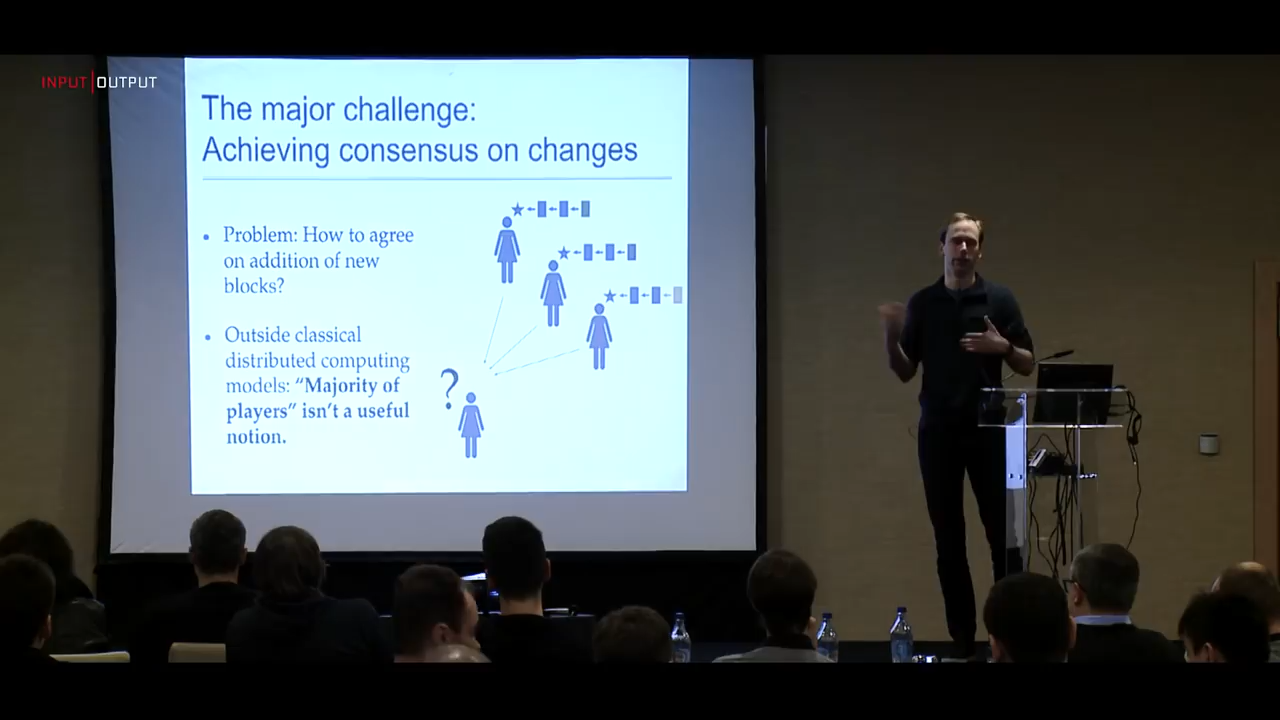 INPUT|OUTPUT
The major challenge:
Achieving consensus on changes
• Problem: How to agree
on addition of new
blocks?
• Outside classical
distributed computing
models: “Majority of
players” isn’t a useful
notion.
?